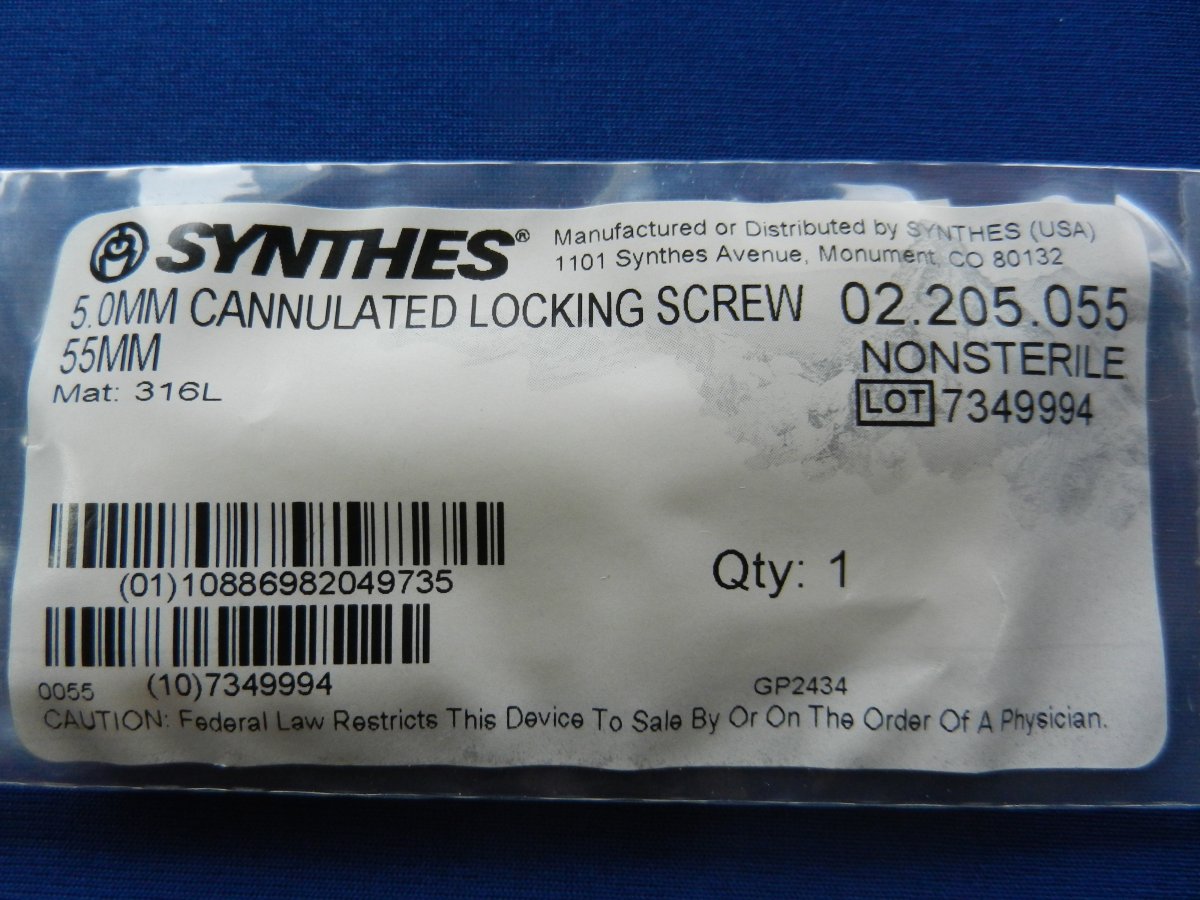 SYNTHES® Manufactured or Distributed by SYNTHES (USA)
1101 Synthes Avenue, Monument, CO 80132
5.0MM CANNULATED LOCKING SCREW 02.205.055
55MM NONSTERILE
Mat: 316L LOT 7349994
(01)10886982049735 Qty: 1
0055 (10)7349994 GP2434
CAUTION: Federal Law Restricts This Device To Sale By Or On The Order Of A Physician.